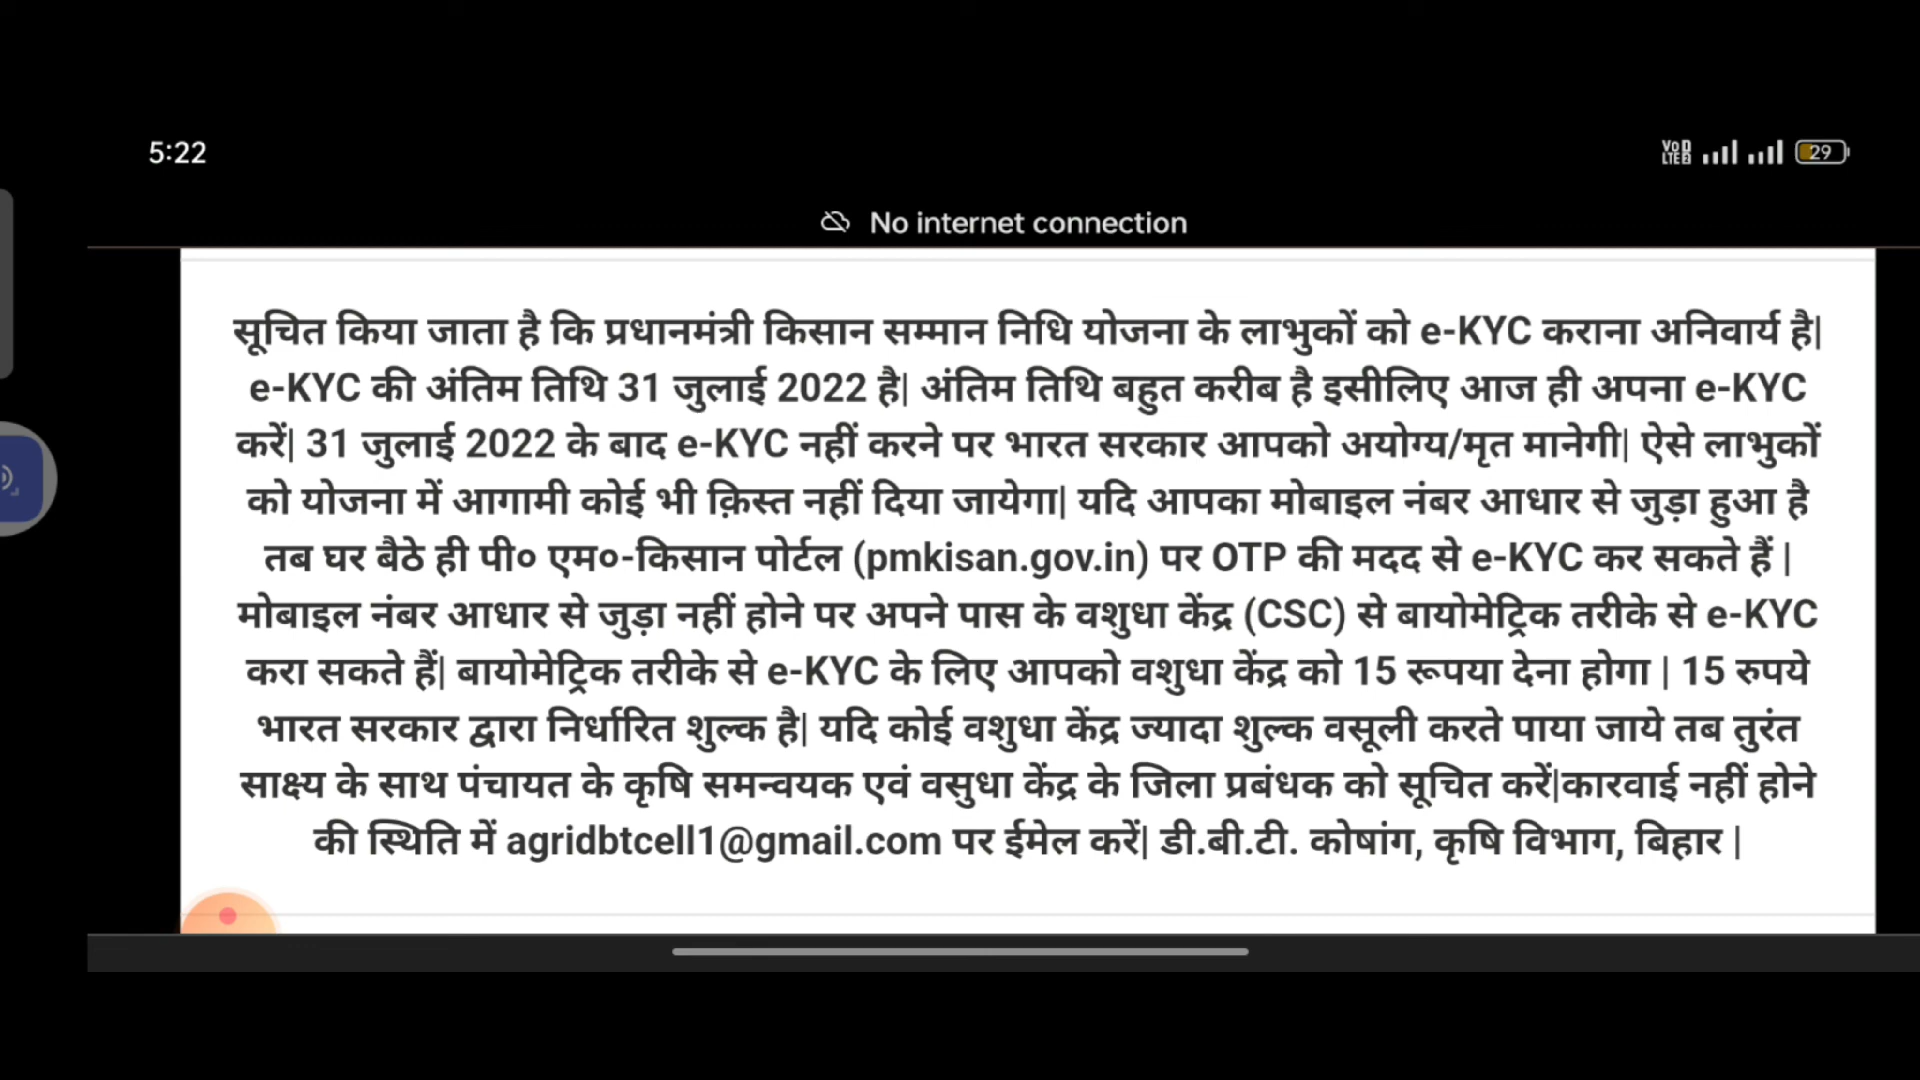 5:22
VoD LTE2 29
No internet connection
सूचित किया जाता है कि प्रधानमंत्री किसान सम्मान निधि योजना के लाभुकों को e-KYC कराना अनिवार्य है|
e-KYC की अंतिम तिथि 31 जुलाई 2022 है| अंतिम तिथि बहुत करीब है इसीलिए आज ही अपना e-KYC
करें| 31 जुलाई 2022 के बाद e-KYC नहीं करने पर भारत सरकार आपको अयोग्य/मृत मानेगी| ऐसे लाभुकों
को योजना में आगामी कोई भी क़िस्त नहीं दिया जायेगा| यदि आपका मोबाइल नंबर आधार से जुड़ा हुआ है
तब घर बैठे ही पी० एम०-किसान पोर्टल (pmkisan.gov.in) पर OTP की मदद से e-KYC कर सकते हैं |
मोबाइल नंबर आधार से जुड़ा नहीं होने पर अपने पास के वशुधा केंद्र (CSC) से बायोमेट्रिक तरीके से e-KYC
करा सकते हैं| बायोमेट्रिक तरीके से e-KYC के लिए आपको वशुधा केंद्र को 15 रूपया देना होगा | 15 रुपये
भारत सरकार द्वारा निर्धारित शुल्क है| यदि कोई वशुधा केंद्र ज्यादा शुल्क वसूली करते पाया जाये तब तुरंत
साक्ष्य के साथ पंचायत के कृषि समन्वयक एवं वसुधा केंद्र के जिला प्रबंधक को सूचित करें|कारवाई नहीं होने
की स्थिति में agridbtcell1@gmail.com पर ईमेल करें| डी.बी.टी. कोषांग, कृषि विभाग, बिहार |